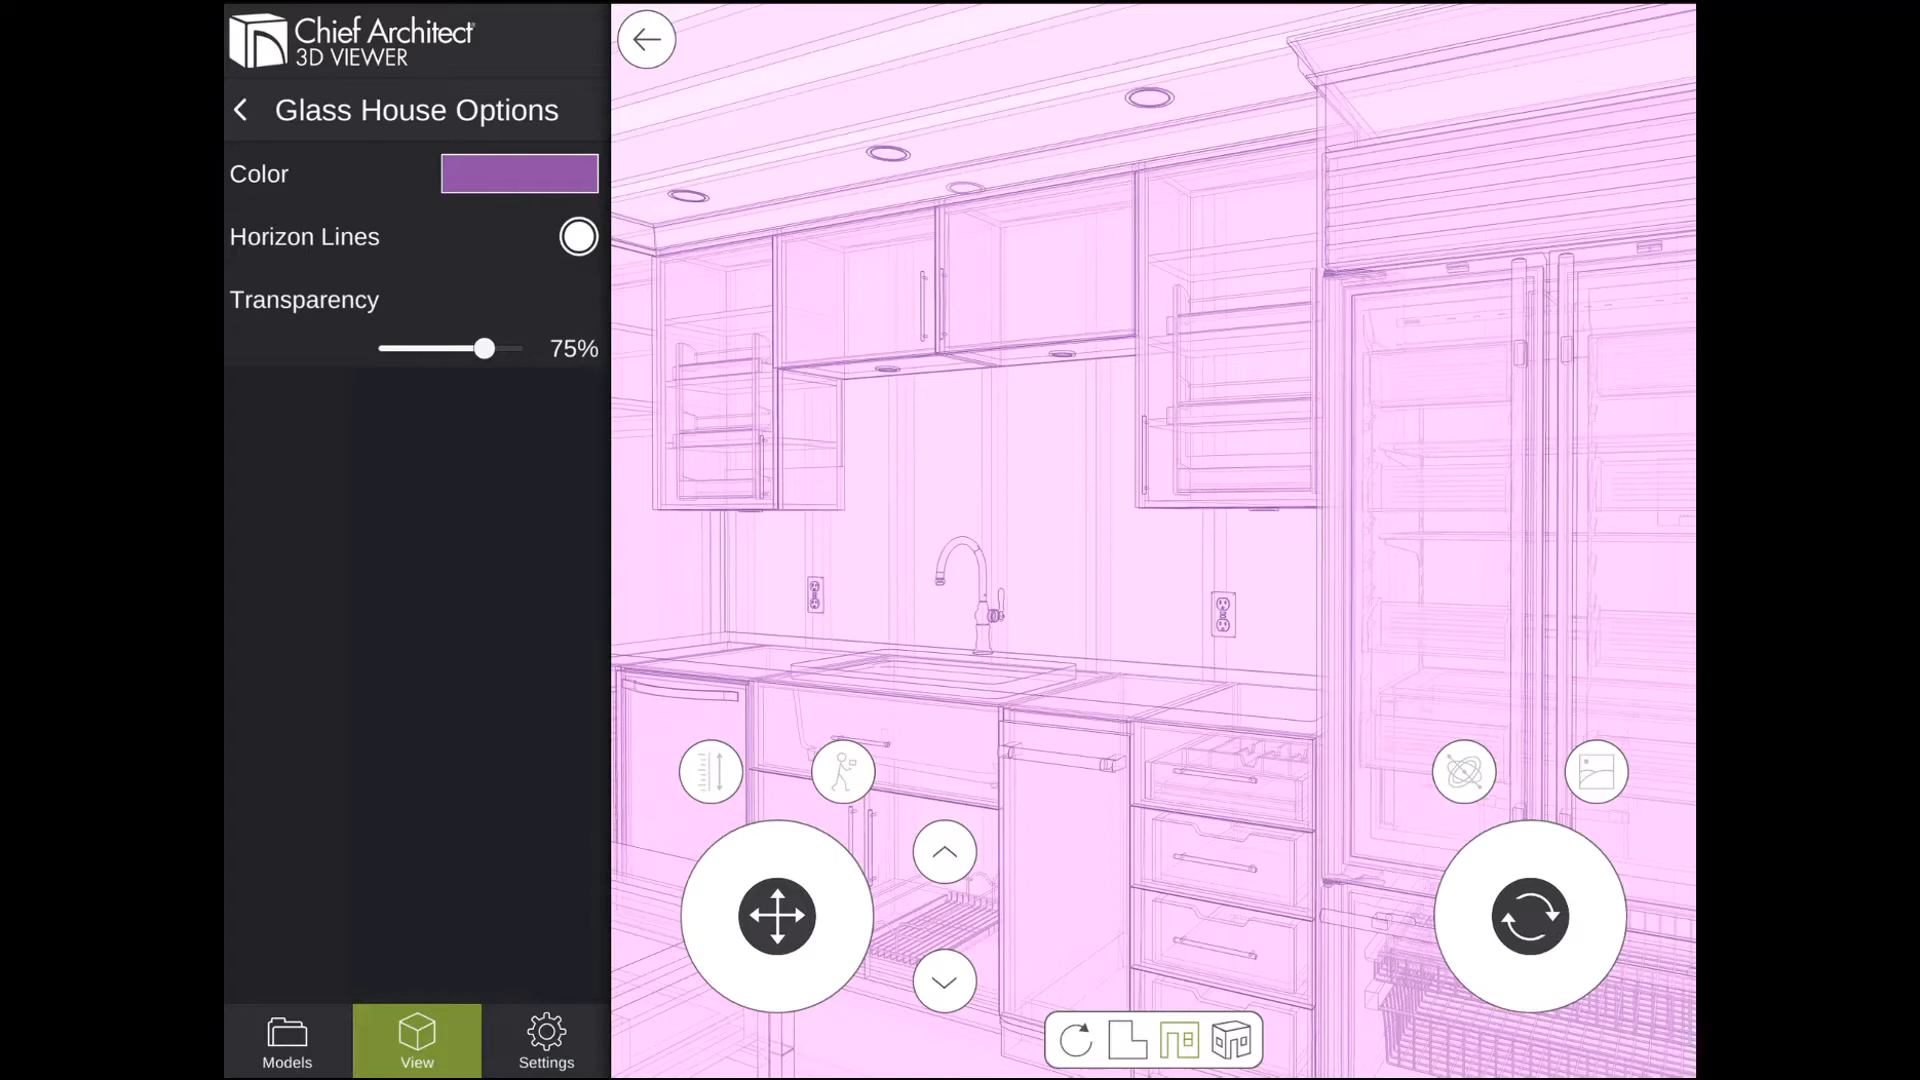 Chief Architect
3D VIEWER
Glass House Options
Color
Horizon Lines
Transparency
75%
Models
View
Settings